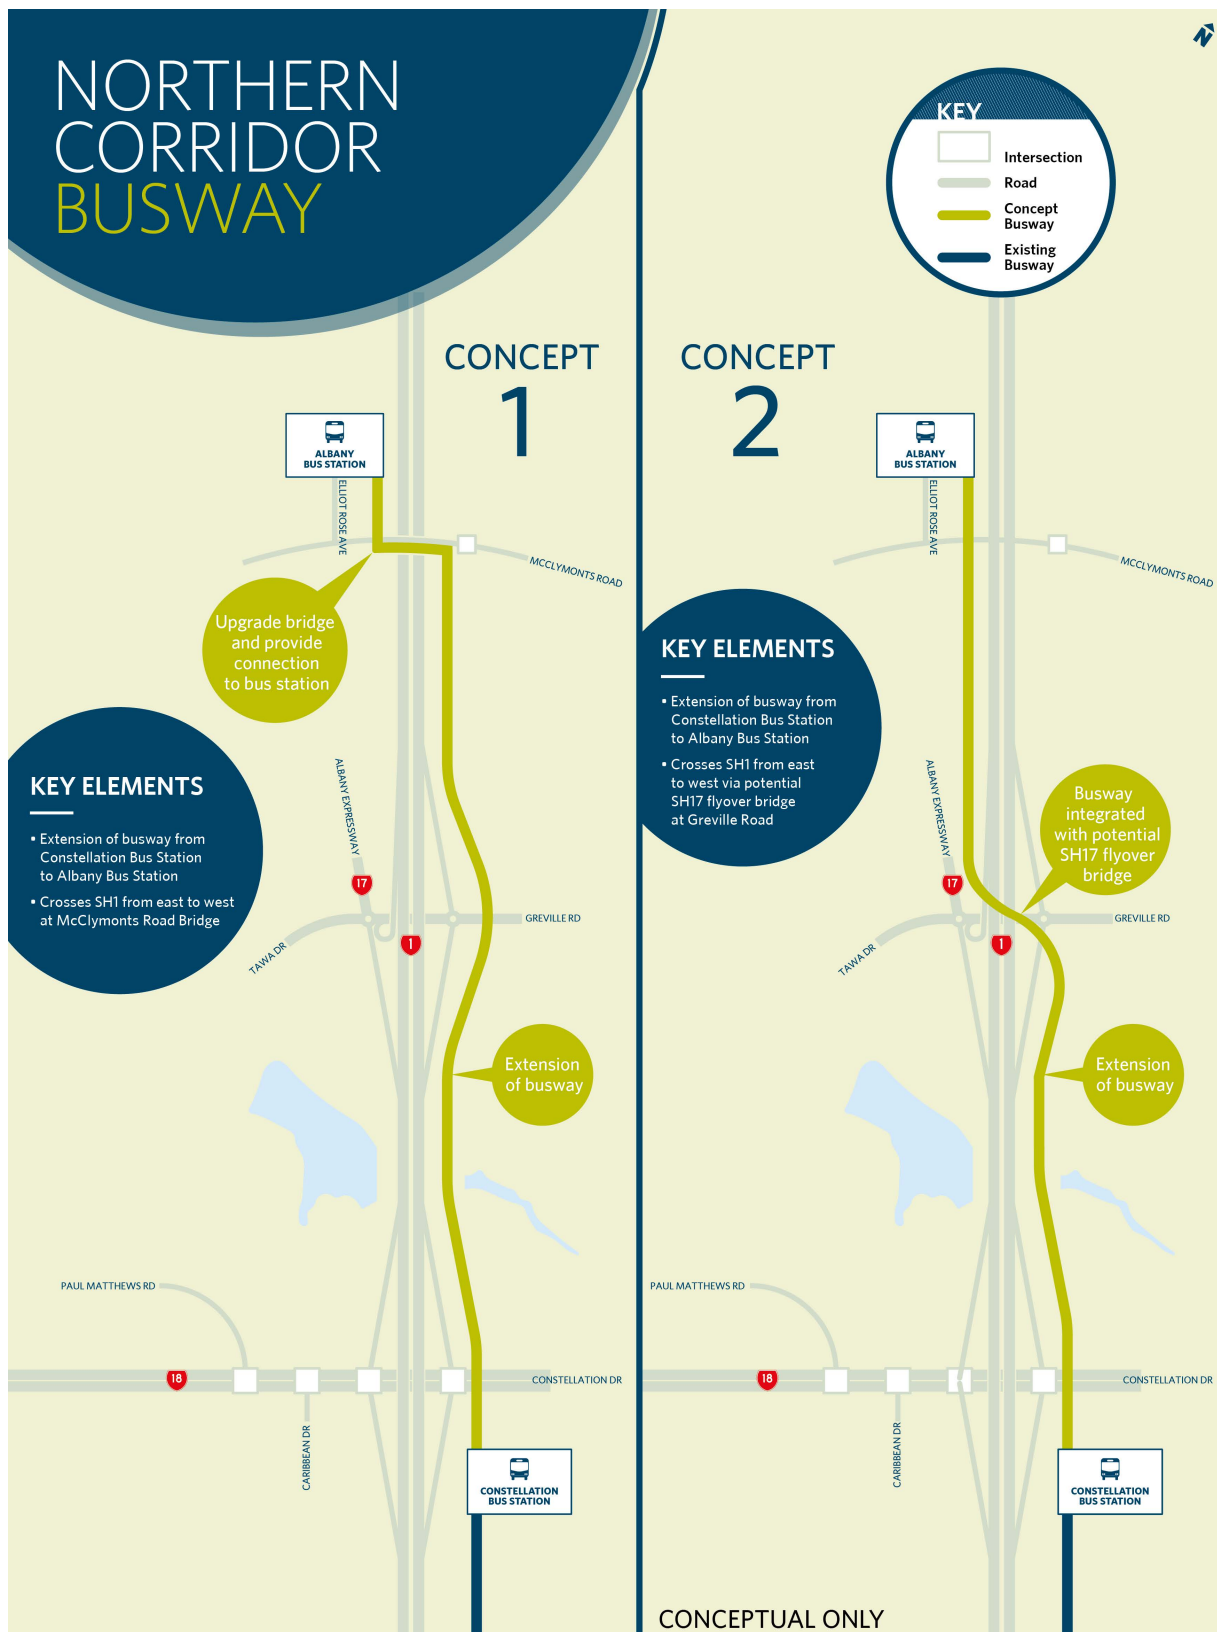 NORTHERN
CORRIDOR
BUSWAY
N
KEY
Intersection
Road
Concept
Busway
Existing
Busway
CONCEPT
1
ALBANY
BUS STATION
ELLIOT ROSE AVE
MCCLYMONTS ROAD
Upgrade bridge
and provide
connection
to bus station
KEY ELEMENTS
▪ Extension of busway from
Constellation Bus Station
to Albany Bus Station
▪ Crosses SH1 from east to west
at McClymonts Road Bridge
ALBANY EXPRESSWAY
17
GREVILLE RD
1
TAWA DR
Extension
of busway
PAUL MATTHEWS RD
18
CONSTELLATION DR
CARIBBEAN DR
CONSTELLATION
BUS STATION
CONCEPT
2
ALBANY
BUS STATION
ELLIOT ROSE AVE
MCCLYMONTS ROAD
KEY ELEMENTS
▪ Extension of busway from
Constellation Bus Station
to Albany Bus Station
▪ Crosses SH1 from east
to west via potential
SH17 flyover bridge
at Greville Road
ALBANY EXPRESSWAY
Busway
integrated
with potential
SH17 flyover
bridge
17
GREVILLE RD
1
TAWA DR
Extension
of busway
PAUL MATTHEWS RD
18
CONSTELLATION DR
CARIBBEAN DR
CONSTELLATION
BUS STATION
CONCEPTUAL ONLY